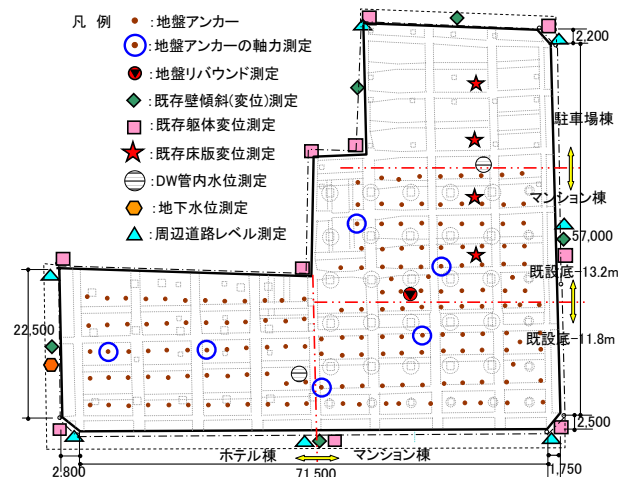 凡 例
：地盤アンカー
：地盤アンカーの軸力測定
：地盤リバウンド測定
：既存壁傾斜(変位)測定
：既存躯体変位測定
：既存床版変位測定
：DW管内水位測定
：地下水位測定
：周辺道路レベル測定
2,200
駐車場棟
マンション棟
57,000
既設底-13.2m
既設底-11.8m
22,500
2,500
ホテル棟
マンション棟
2,800
71,500
1,750